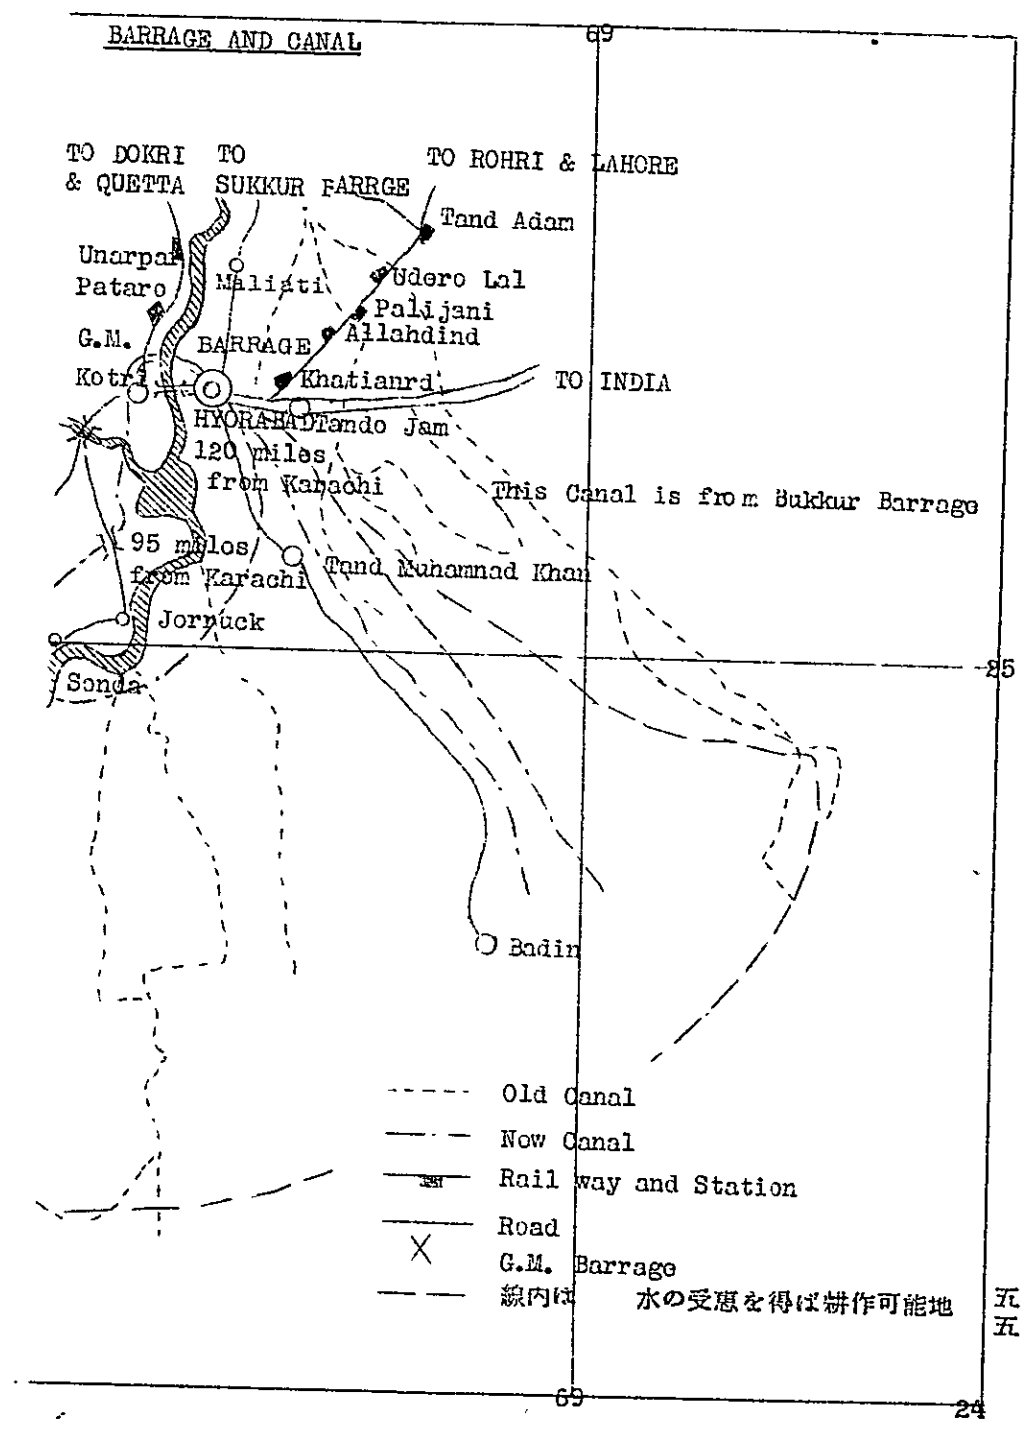 BARRAGE AND CANAL
69
TO DOKRI
& QUETTA
TO
SUKKUR FARRGE
TO ROHRI & LAHORE
Tand Adam
Unarpar
Pataro
Maliati
Udero Lal
Palijani
Allahdind
G.M.
BARRAGE
Kotri
Khatianrd
TO INDIA
HYORABAD
Tando Jam
120 miles
from Karachi
This Canal is from Bukkur Barrage
95 miles
from Karachi
Tand Muhamnad Khan
Jorruck
25
Sonda
Badin
Old Canal
Now Canal
Rail way and Station
Road
G.M. Barrage
線内は 水の受恵を得ば耕作可能地
五五
69
24